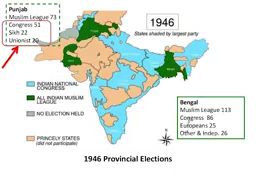 Punjab
Muslim League 73
Congress 51
Sikh 22
Unionist 20
1946
States shaded by largest party
INDIAN NATIONAL
CONGRESS
ALL INDIAN MUSLIM
LEAGUE
NO ELECTION HELD
PRINCELY STATES
(did not participate)
Bengal
Muslim League 113
Congress 86
Europeans 25
Other & Indep. 26
1946 Provincial Elections